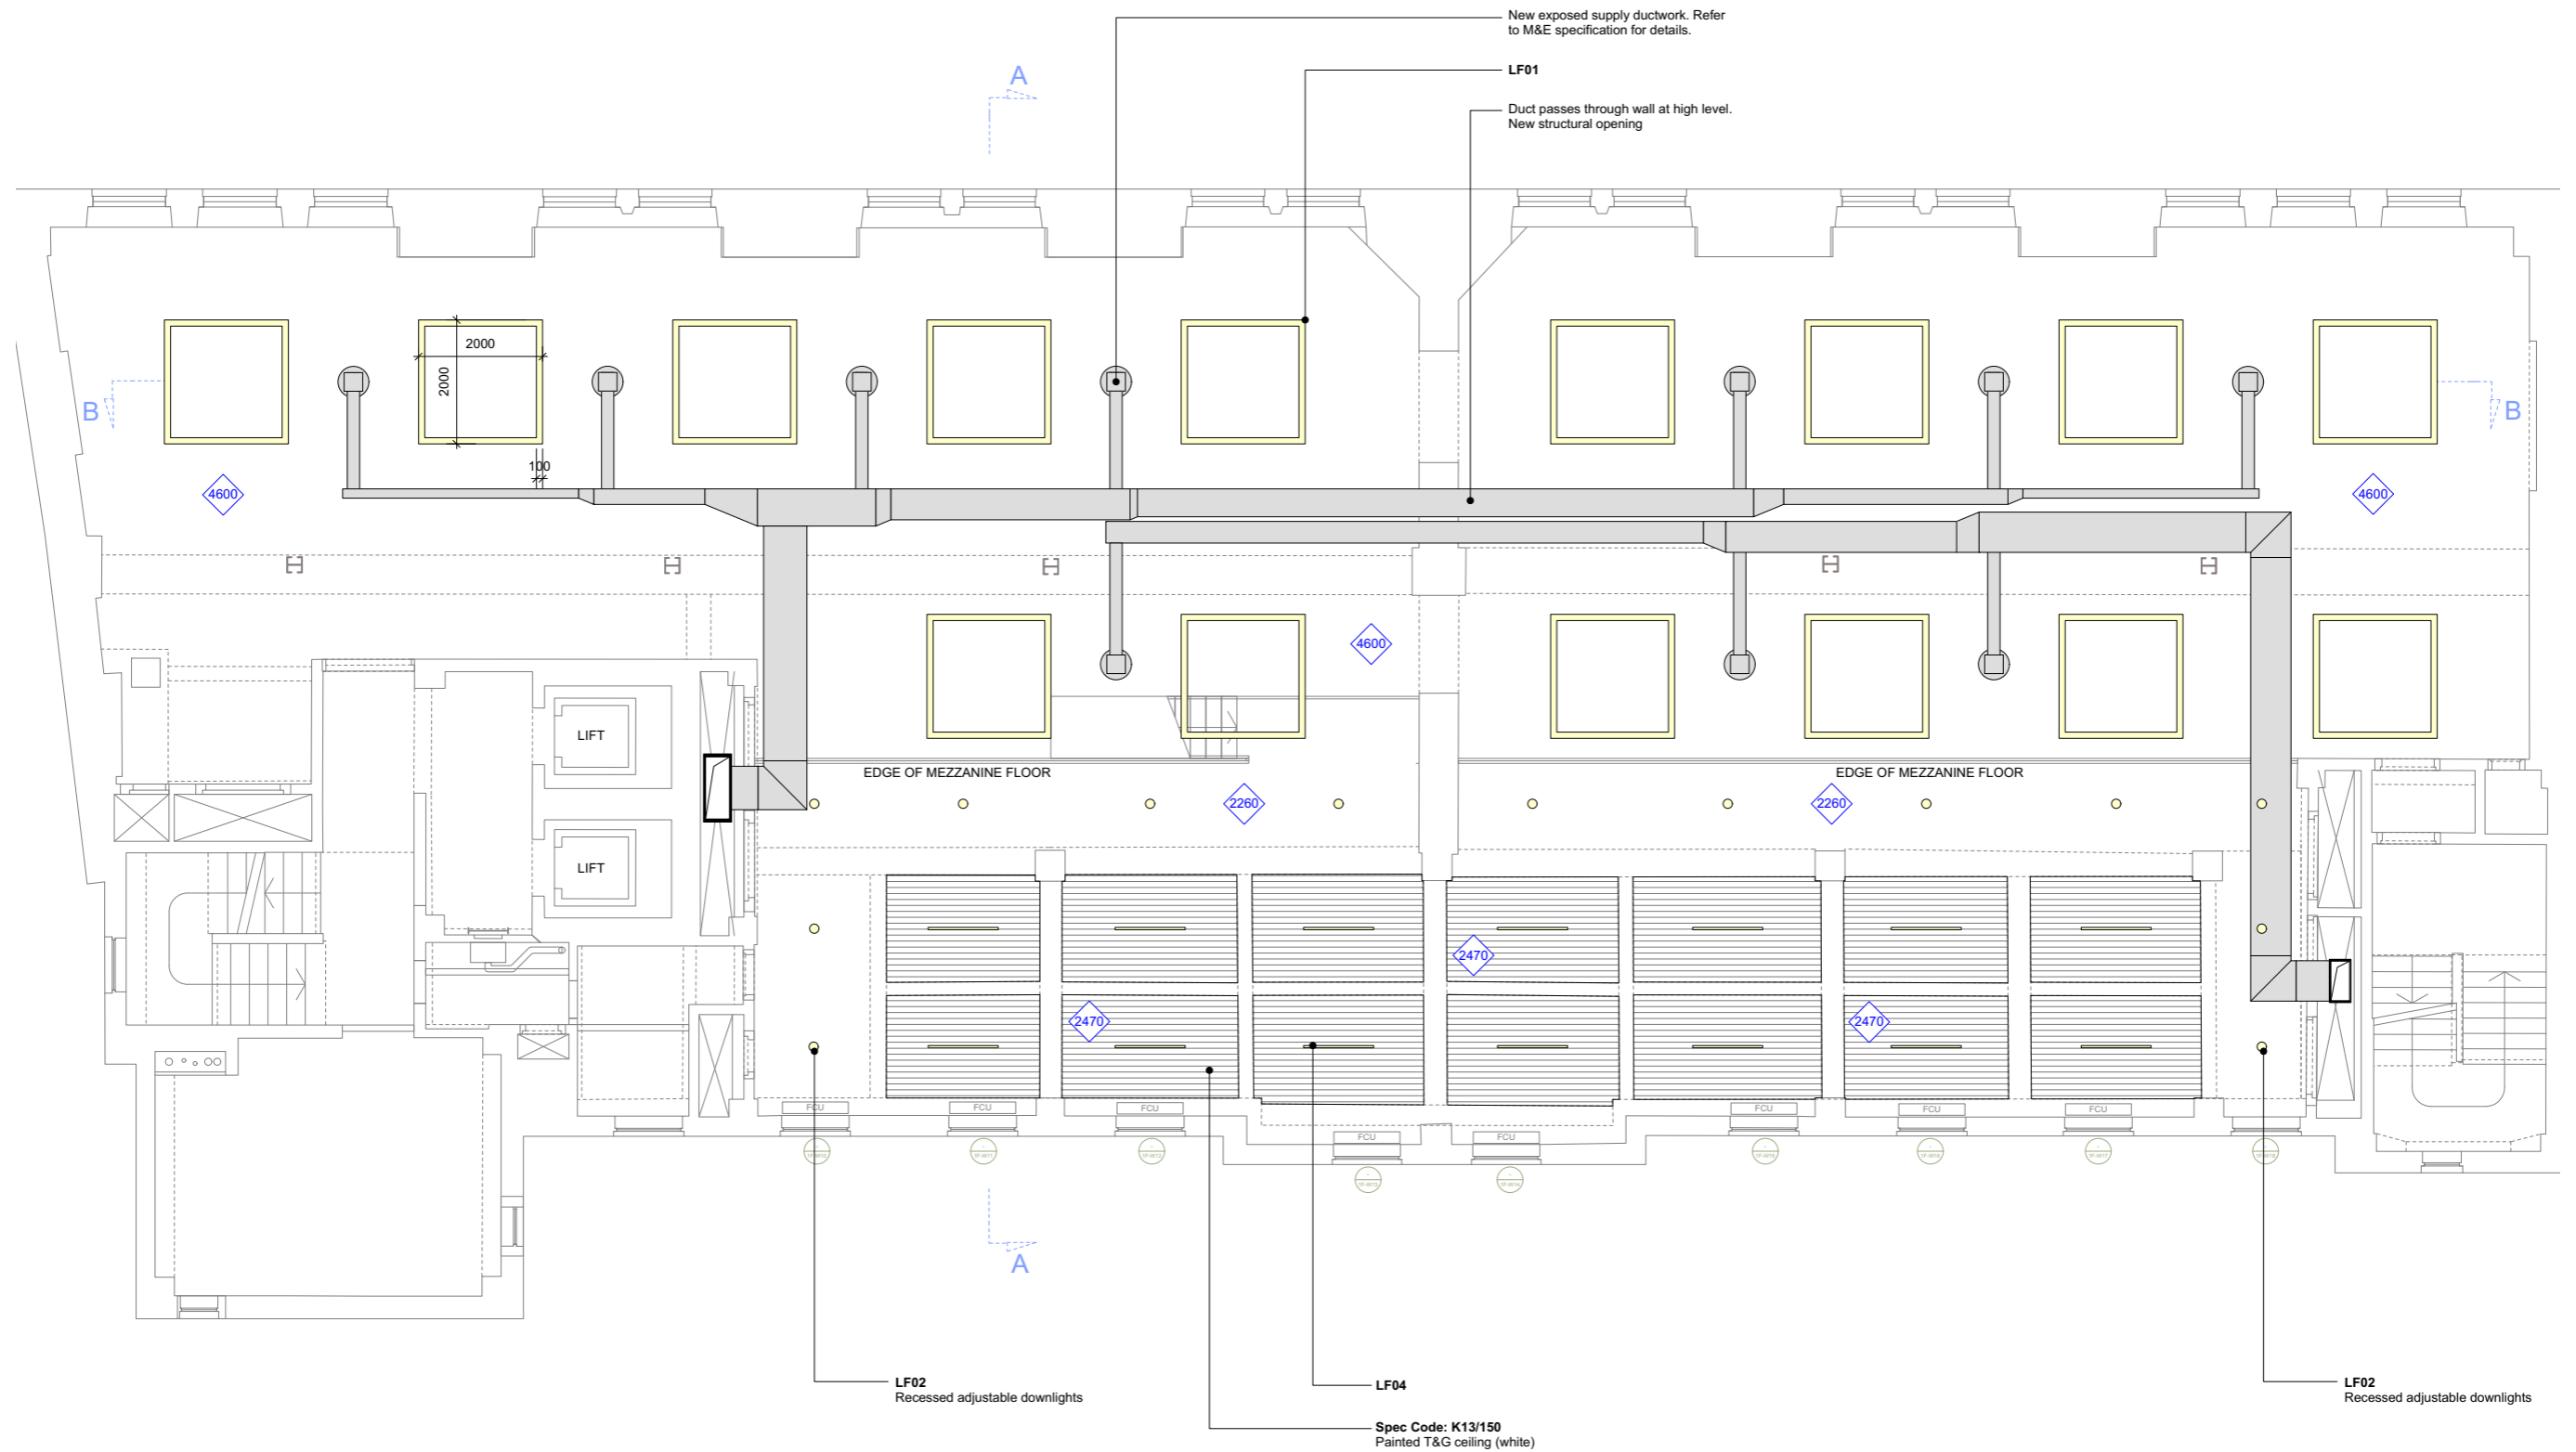 New exposed supply ductwork. Refer
to M&E specification for details.
LF01
A
Duct passes through wall at high level.
New structural opening
2000
2000
B
B
100
4600
4600
4600
LIFT
EDGE OF MEZZANINE FLOOR
EDGE OF MEZZANINE FLOOR
2260
2260
LIFT
2470
2470
2470
FCU
FCU
FCU
FCU
FCU
FCU
FCU
FCU
A
LF02
Recessed adjustable downlights
LF04
LF02
Recessed adjustable downlights
Spec Code: K13/150
Painted T&G ceiling (white)